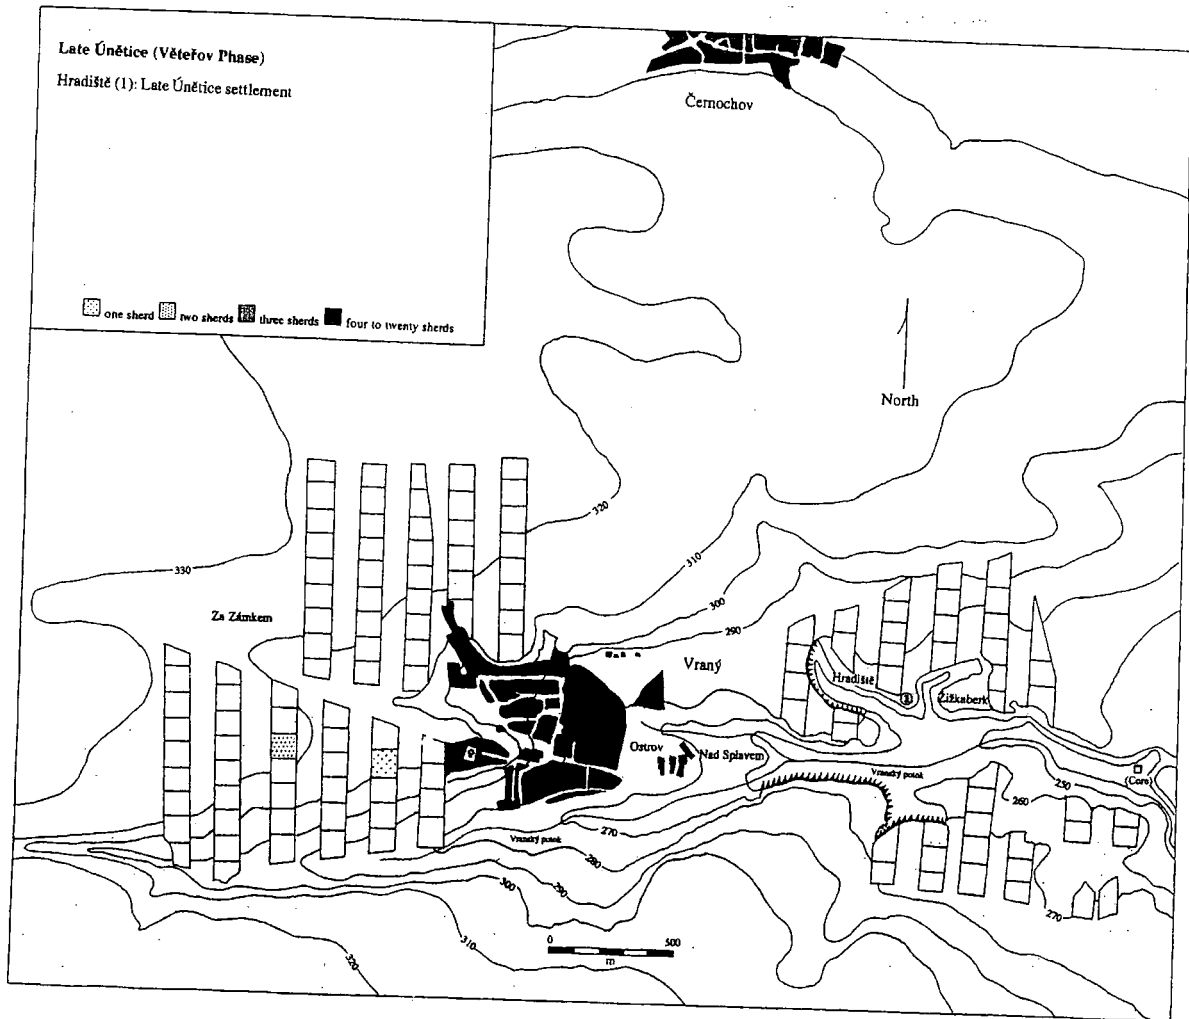 Late Únětice (Věteřov Phase)
Hradiště (1): Late Únětice settlement
one sherd two sherds three sherds four to twenty sherds
Černochov
North
320
330
310
300
290
Za Zámkem
Vraný
Hradiště
Žižkaberk
Ostrov
Nad Splavem
Vranský potok
(Core)
250
260
Vranský potok
270
280
290
300
270
310
320
0 500
m